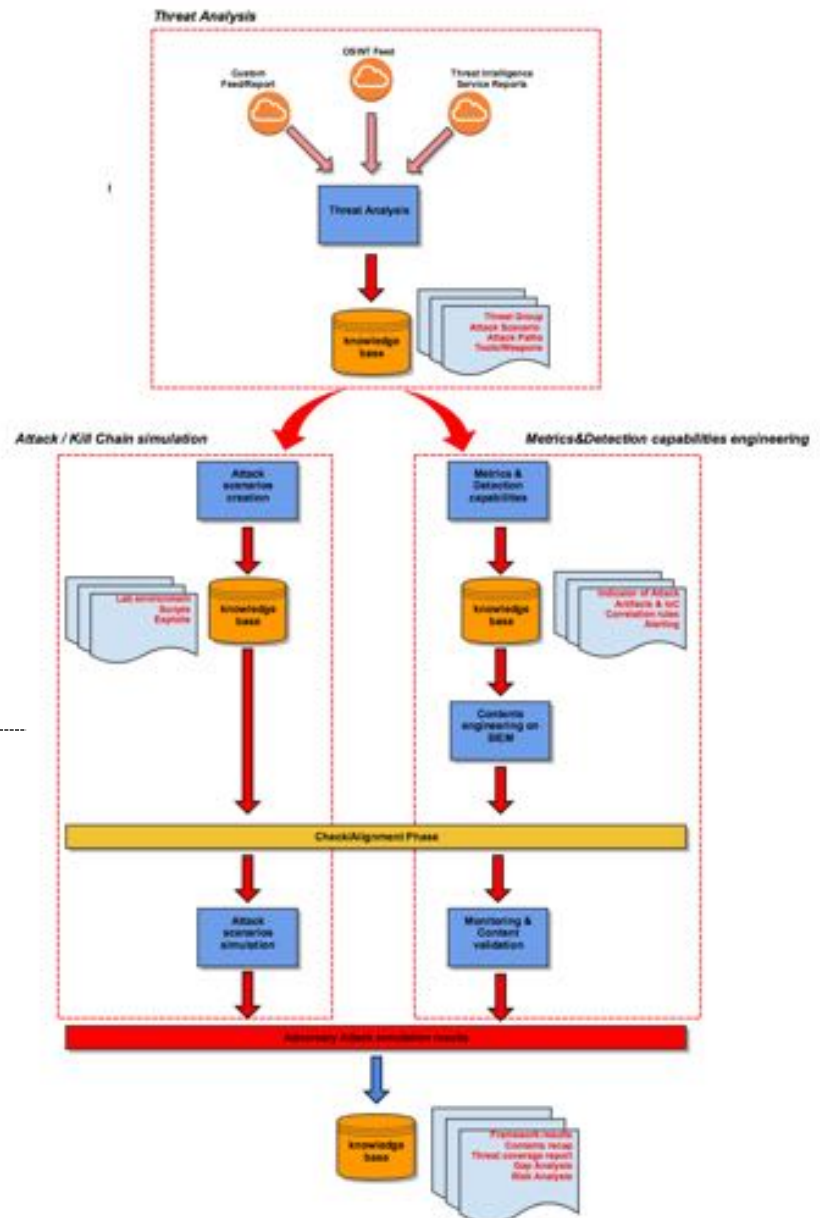 Threat Analysis
OSINT Feed
Custom
Feed/Report
Threat Intelligence
Service Reports
Threat Analysis
knowledge
base
Threat Group
Attack Scenario
Attack Paths
Tools/Weapons
Attack / Kill Chain simulation
Metrics&Detection capabilities engineering
Attack
scenarios
creation
Metrics &
Detection
capabilities
Lab environment
Scripts
Exploits
knowledge
base
knowledge
base
Indicator of Attack
Artifacts & IoC
Correlation rules
Alerting
Contents
engineering on
SIEM
Check/Alignment Phase
Attack
scenarios
simulation
Monitoring &
Content
validation
Adversary Attack simulation results
knowledge
base
Framework results
Contents recap
Threat coverage report
Gap Analysis
Risk Analysis